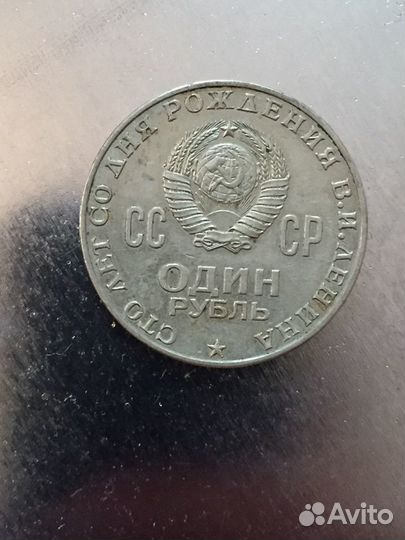 СТО ЛЕТ СО ДНЯ РОЖДЕНИЯ В.И.ЛЕНИНА
СС СР
ОДИН
РУБЛЬ
Avito